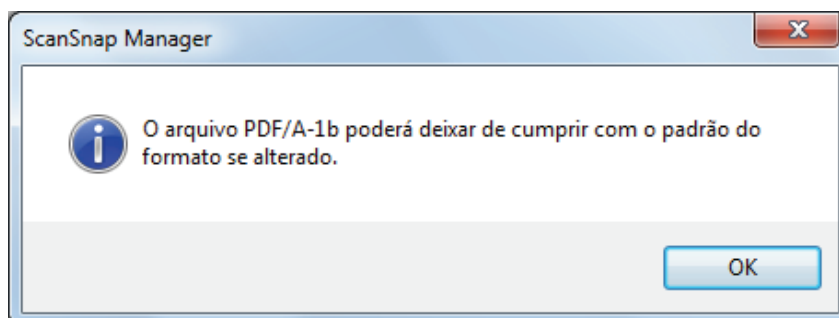 ScanSnap Manager
O arquivo PDF/A-1b poderá deixar de cumprir com o padrão do
formato se alterado.
OK